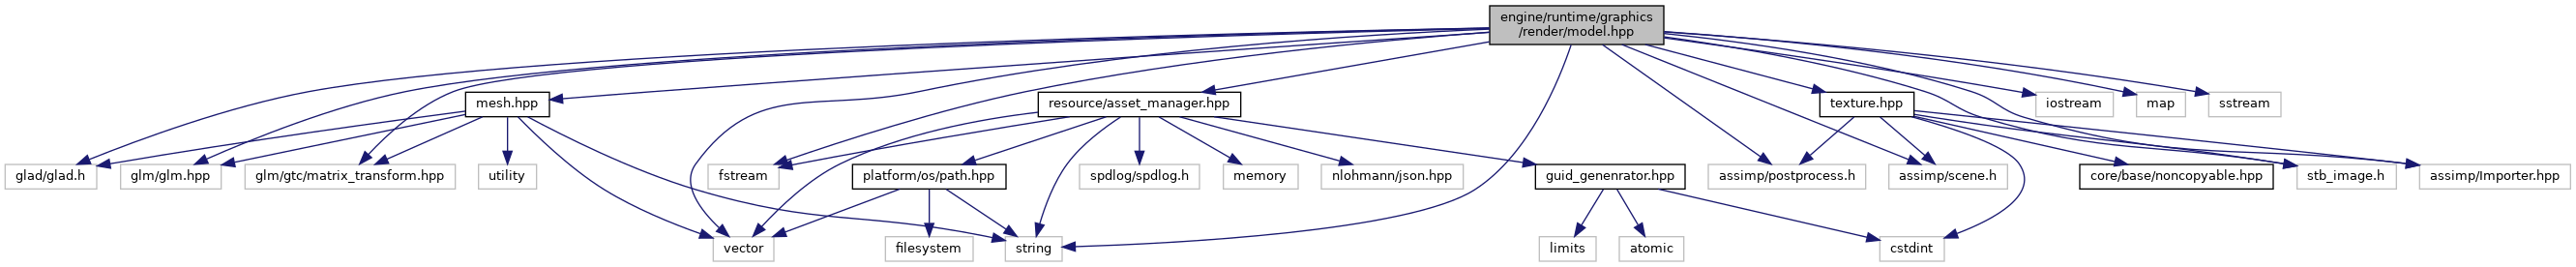 engine/runtime/graphics
/render/model.hpp
mesh.hpp
resource/asset_manager.hpp
texture.hpp
iostream
map
sstream
glad/glad.h
glm/glm.hpp
glm/gtc/matrix_transform.hpp
utility
fstream
platform/os/path.hpp
spdlog/spdlog.h
memory
nlohmann/json.hpp
guid_genenrator.hpp
assimp/postprocess.h
assimp/scene.h
core/base/noncopyable.hpp
stb_image.h
assimp/Importer.hpp
vector
filesystem
string
limits
atomic
cstdint